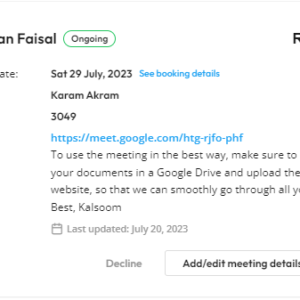 an Faisal Ongoing R
ate: Sat 29 July, 2023 See booking details
Karam Akram
3049
https://meet.google.com/htg-rjfo-phf
To use the meeting in the best way, make sure to
your documents in a Google Drive and upload the
website, so that we can smoothly go through all y
Best, Kalsoom
Last updated: July 20, 2023
Decline Add/edit meeting details